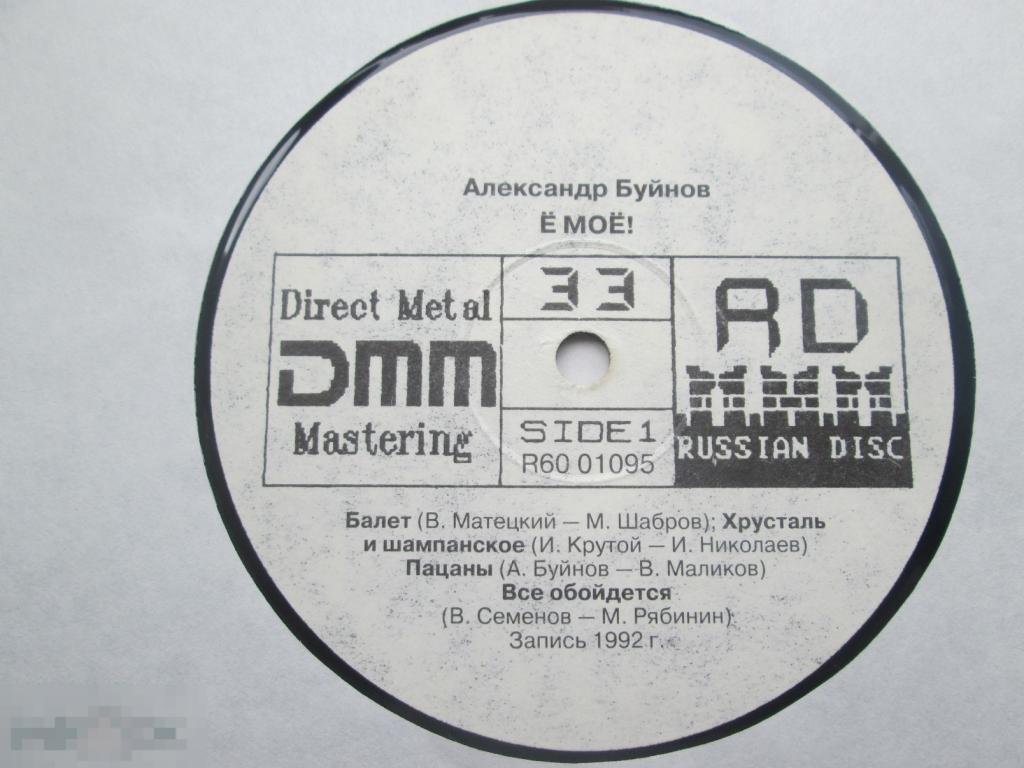 Александр Буйнов
Ё МОЁ!
Direct Metal
DMM
Mastering
33
SIDE 1
R60 01095
RD
RUSSIAN DISC
Балет (В. Матецкий — М. Шабров); Хрусталь
и шампанское (И. Крутой — И. Николаев)
Пацаны (А. Буйнов — В. Маликов)
Все обойдется
(В. Семенов — М. Рябинин)
Запись 1992 г.